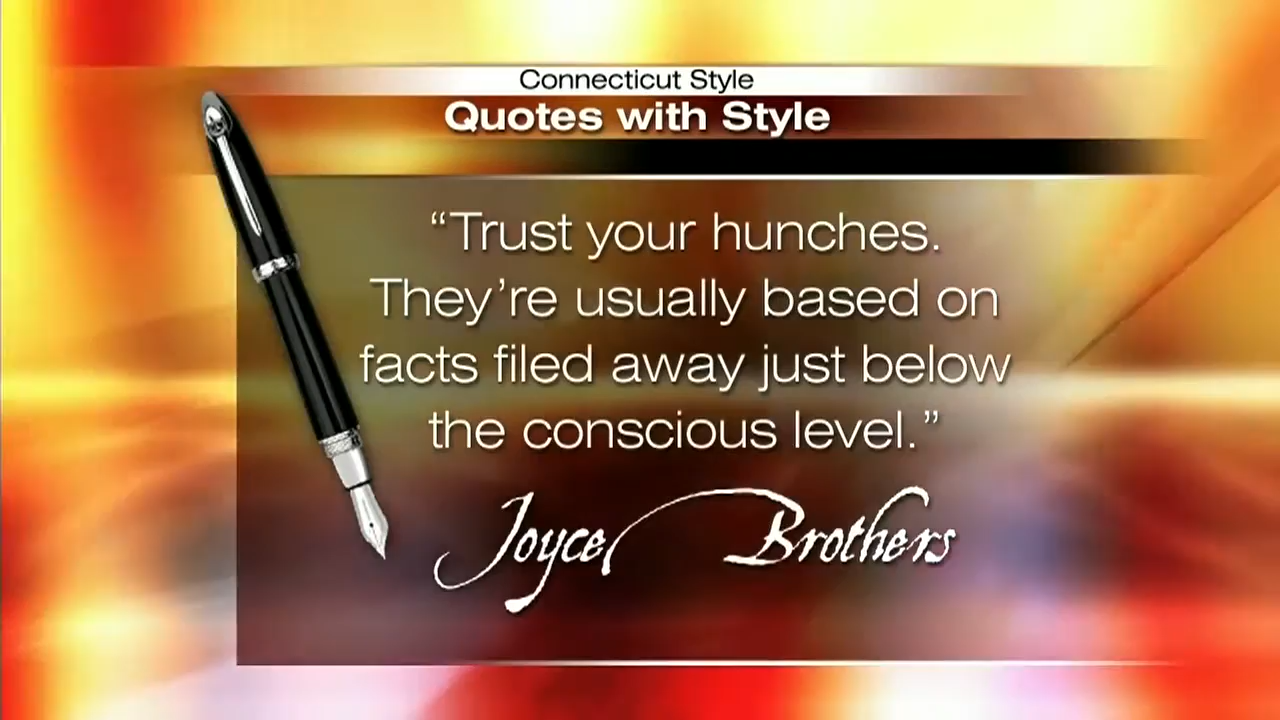 Connecticut Style
Quotes with Style
“Trust your hunches.
They’re usually based on
facts filed away just below
the conscious level.”
Joyce Brothers